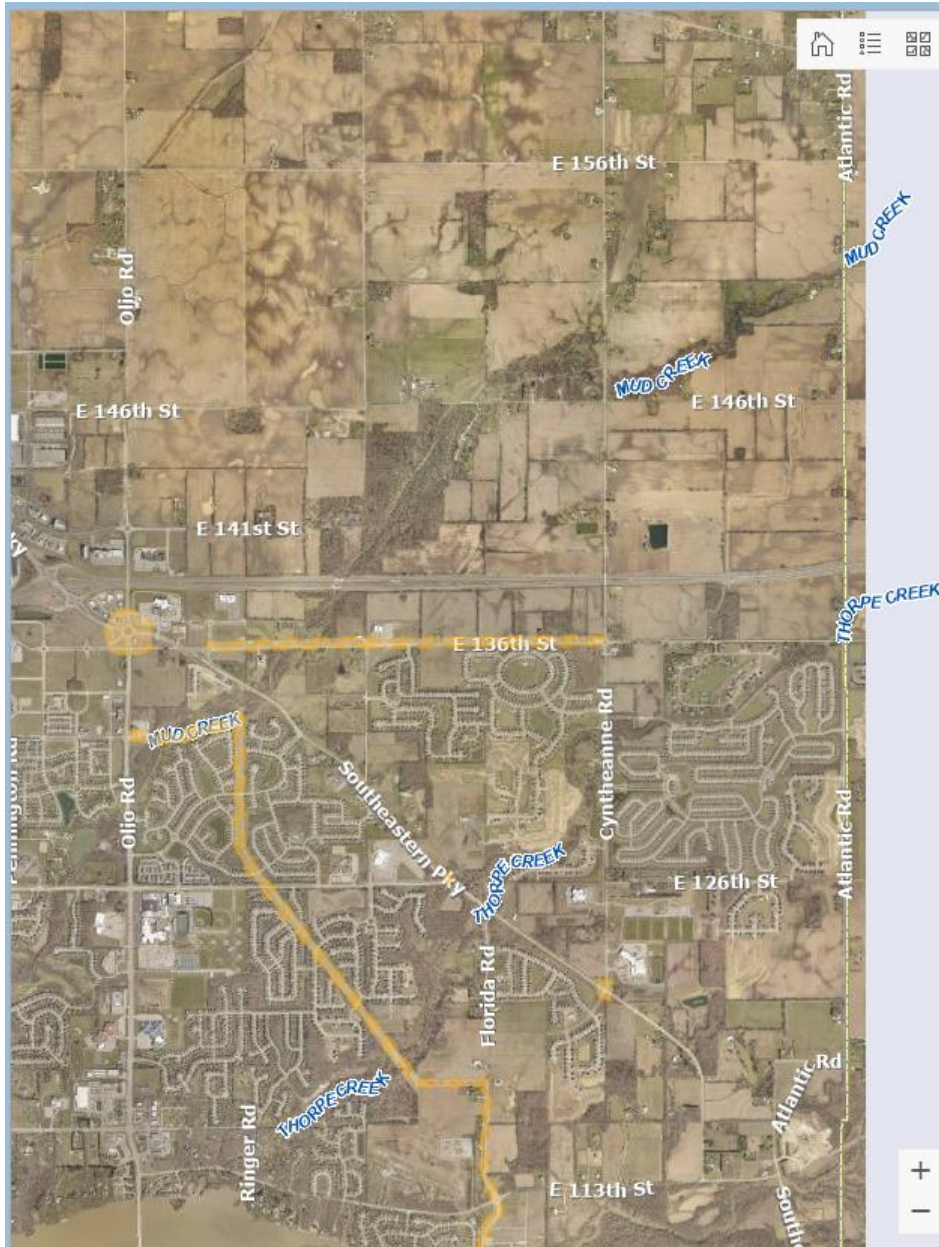 Atlantic Rd
E 156th St
MUD CREEK
Olio Rd
MUD CREEK
E 146th St
E 146th St
E 141st St
THORPE CREEK
E 136th St
MUD CREEK
Cyntheanne Rd
Olio Rd
Southeastern Pky
Atlantic Rd
THORPE CREEK
E 126th St
Florida Rd
Atlantic Rd
THORPE CREEK
Ringer Rd
E 113th St
+
−